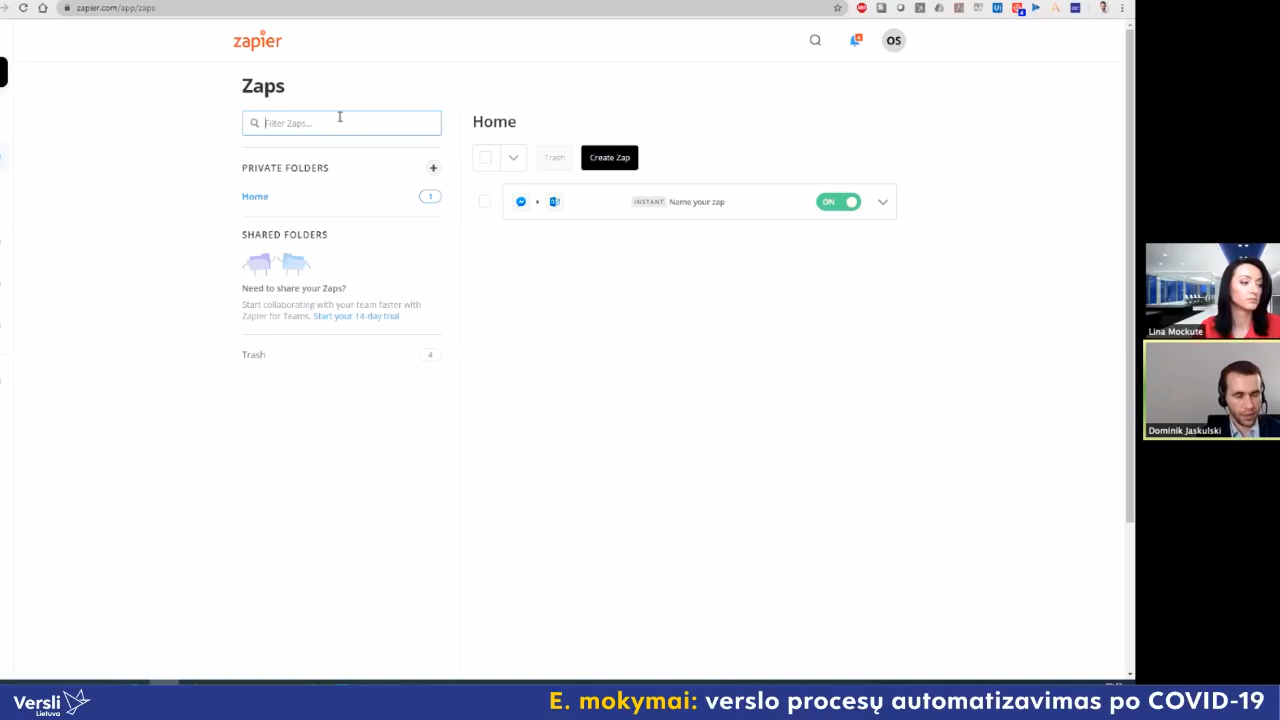 zapier.com/app/zaps
zapier
4
OS
Zaps
Filter Zaps...
Home
PRIVATE FOLDERS
Trash
Create Zap
Home
1
INSTANT
Name your zap
ON
SHARED FOLDERS
Need to share your Zaps?
Start collaborating with your team faster with
Zapier for Teams. Start your 14-day trial
Lina Mockute
Trash
4
Dominik Jaskulski
Versli
Lietuva
E. mokymai: verslo procesų automatizavimas po COVID-19